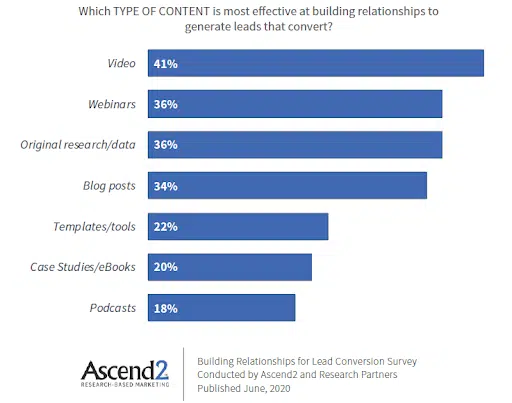 Which TYPE OF CONTENT is most effective at building relationships to
generate leads that convert?
Video 41%
Webinars 36%
Original research/data 36%
Blog posts 34%
Templates/tools 22%
Case Studies/eBooks 20%
Podcasts 18%
Ascend2
RESEARCH-BASED MARKETING
Building Relationships for Lead Conversion Survey
Conducted by Ascend2 and Research Partners
Published June, 2020